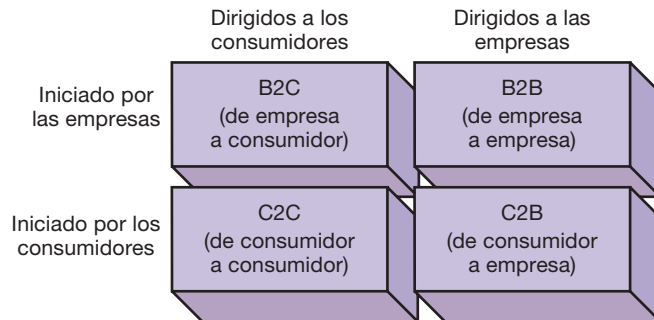 Dirigidos a los
consumidores
Dirigidos a las
empresas
Iniciado por
las empresas
B2C
(de empresa
a consumidor)
B2B
(de empresa
a empresa)
Iniciado por los
consumidores
C2C
(de consumidor
a consumidor)
C2B
(de consumidor
a empresa)